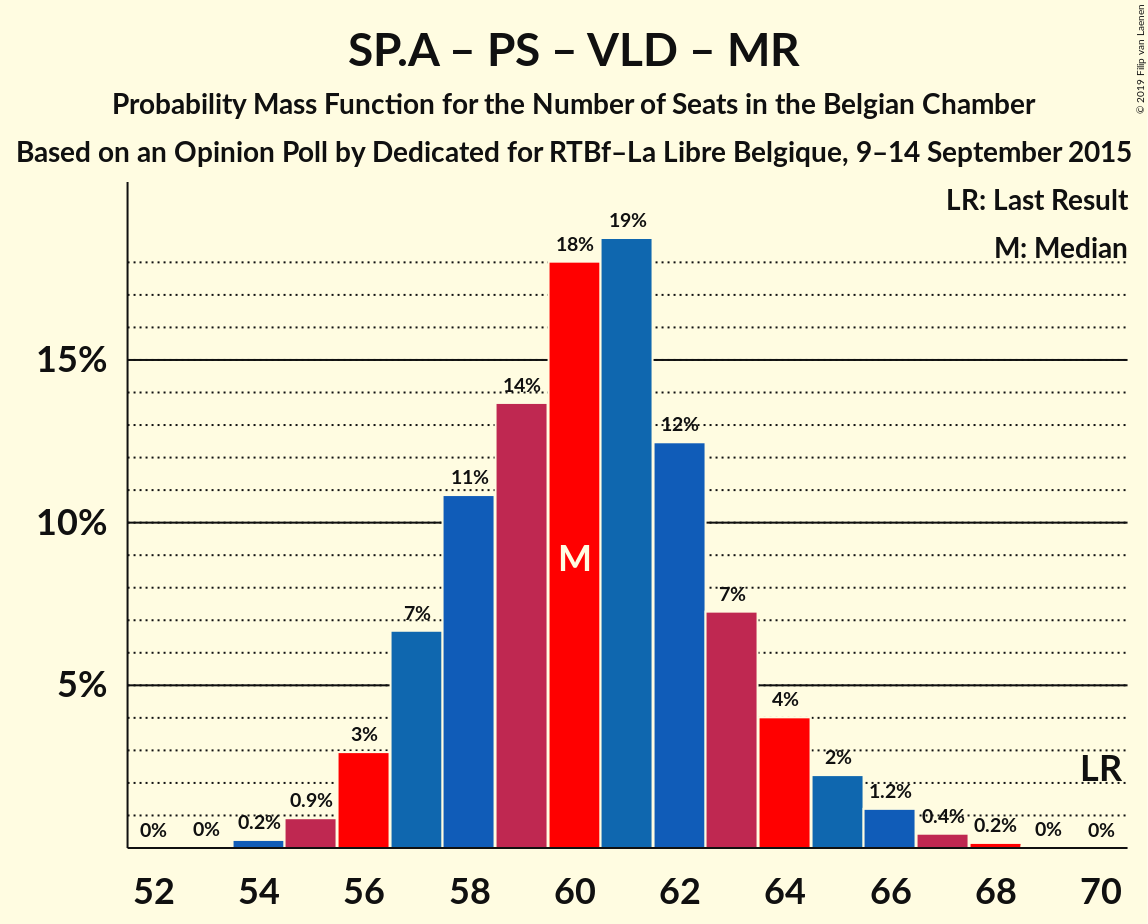 SP.A – PS – VLD – MR
Probability Mass Function for the Number of Seats in the Belgian Chamber
Based on an Opinion Poll by Dedicated for RTBf–La Libre Belgique, 9–14 September 2015
© 2019 Filip van Laenen
LR: Last Result
M: Median
15%
10%
5%
0%
0%
0.2%
0.9%
3%
7%
11%
14%
18%
19%
12%
7%
4%
2%
1.2%
0.4%
0.2%
0%
0%
M
LR
52 54 56 58 60 62 64 66 68 70